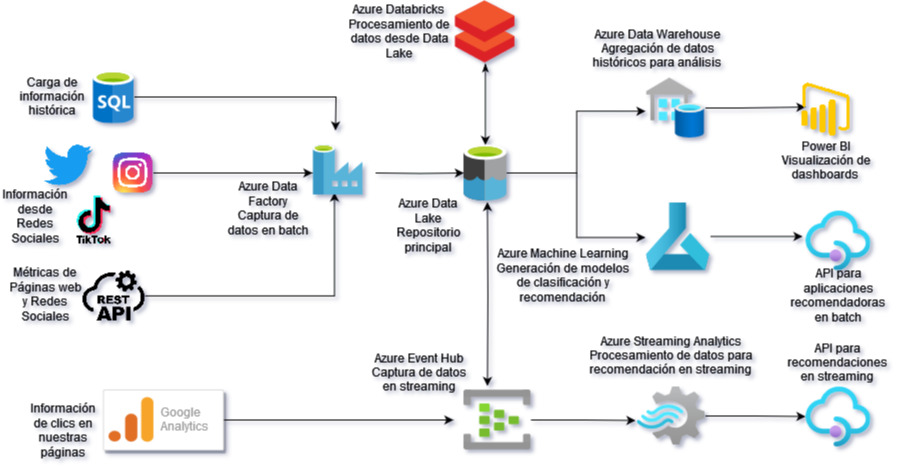 Azure Databricks
Procesamiento de
datos desde Data
Lake
Azure Data Warehouse
Agregación de datos
históricos para análisis
Carga de
información
histórica
SQL
Power BI
Visualización de
dashboards
Información
desde
Redes
Sociales
TikTok
Azure Data
Factory
Captura de
datos en batch
Azure Data
Lake
Repositorio
principal
Azure Machine Learning
Generación de modelos
de clasificación y
recomendación
API para
aplicaciones
recomendadoras
en batch
Métricas de
Páginas web
y Redes
Sociales
REST
API
Azure Event Hub
Captura de datos
en streaming
Azure Streaming Analytics
Procesamiento de datos para
recomendación en streaming
API para
recomendaciones
en streaming
Información
de clics en
nuestras
páginas
Google
Analytics